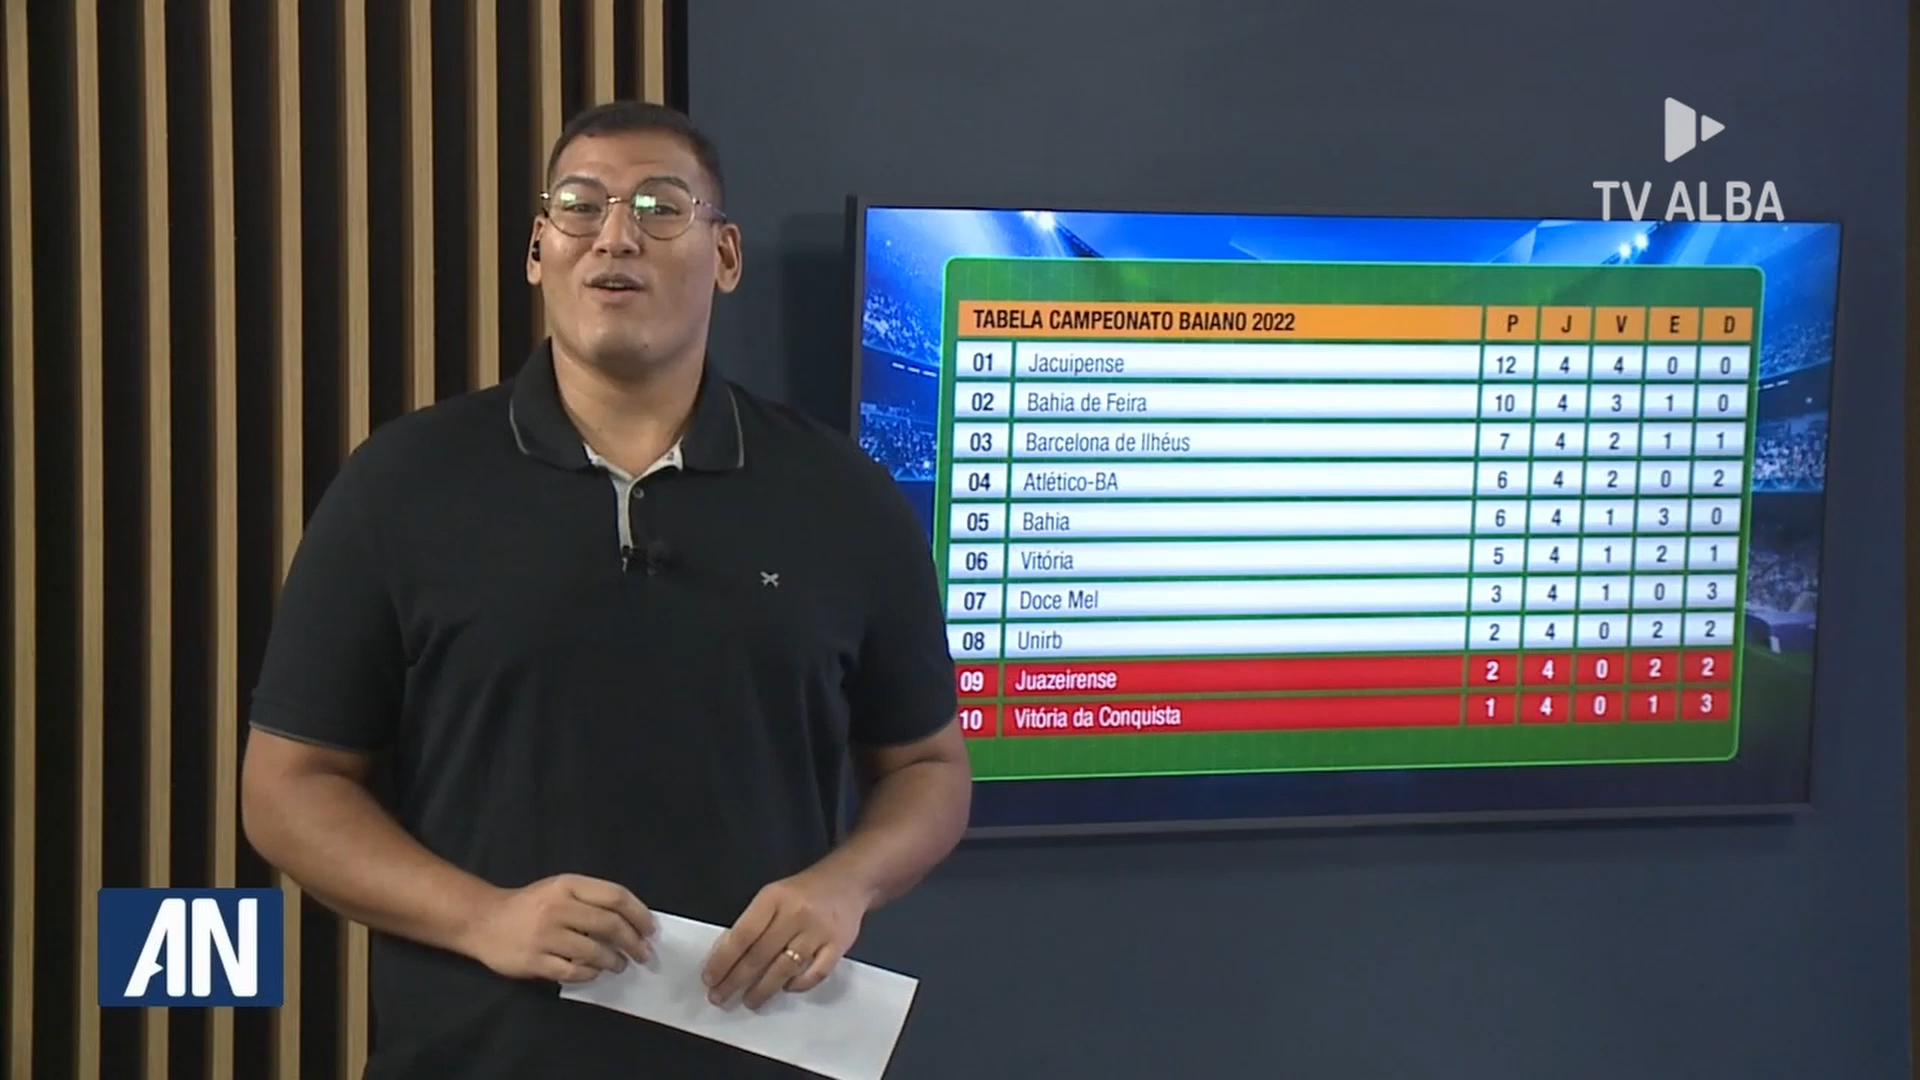 TV ALBA
TABELA CAMPEONATO BAIANO 2022 P J V E D
01 Jacuipense 12 4 4 0 0
02 Bahia de Feira 10 4 3 1 0
03 Barcelona de Ilhéus 7 4 2 1 1
04 Atlético-BA 6 4 2 0 2
05 Bahia 6 4 1 3 0
06 Vitória 5 4 1 2 1
07 Doce Mel 3 4 1 0 3
08 Unirb 2 4 0 2 2
09 Juazeirense 2 4 0 2 2
10 Vitória da Conquista 1 4 0 1 3
AN